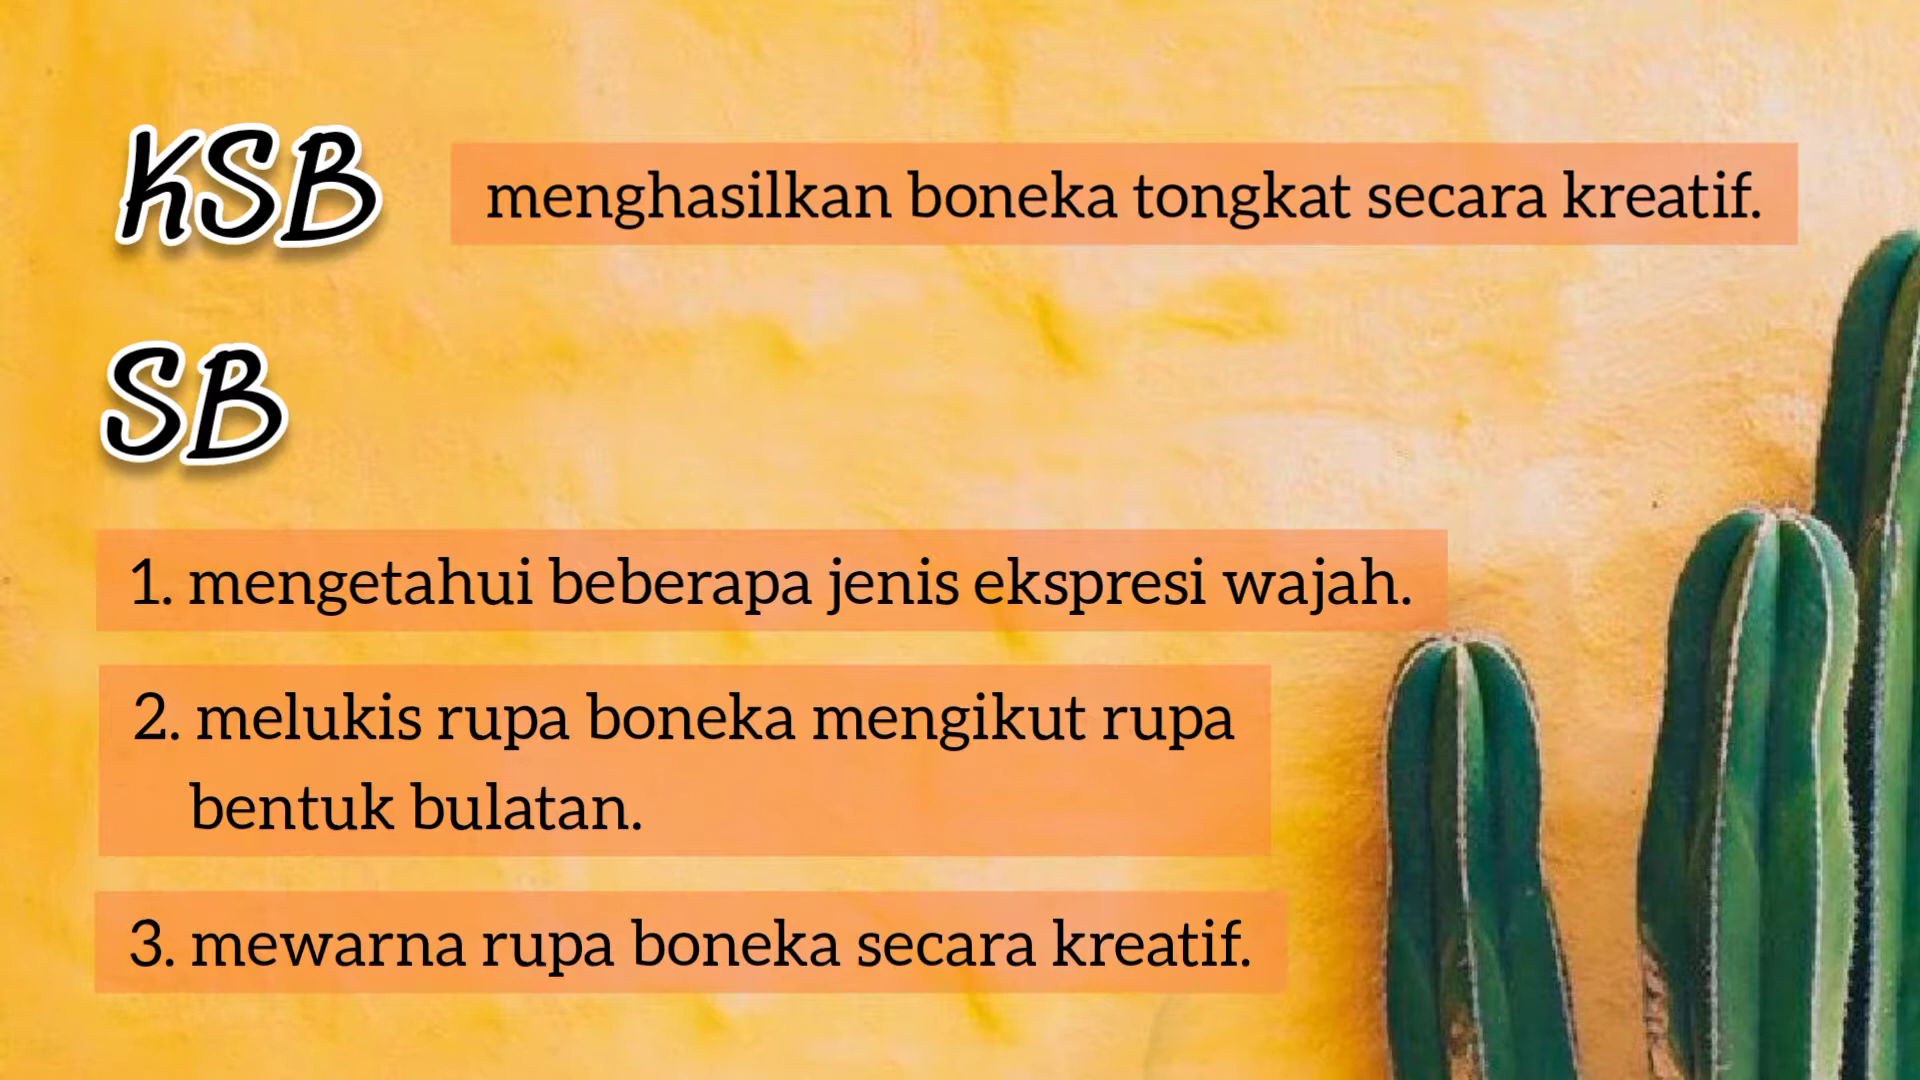 KSB
menghasilkan boneka tongkat secara kreatif.
SB
1. mengetahui beberapa jenis ekspresi wajah.
2. melukis rupa boneka mengikut rupa
bentuk bulatan.
3. mewarna rupa boneka secara kreatif.